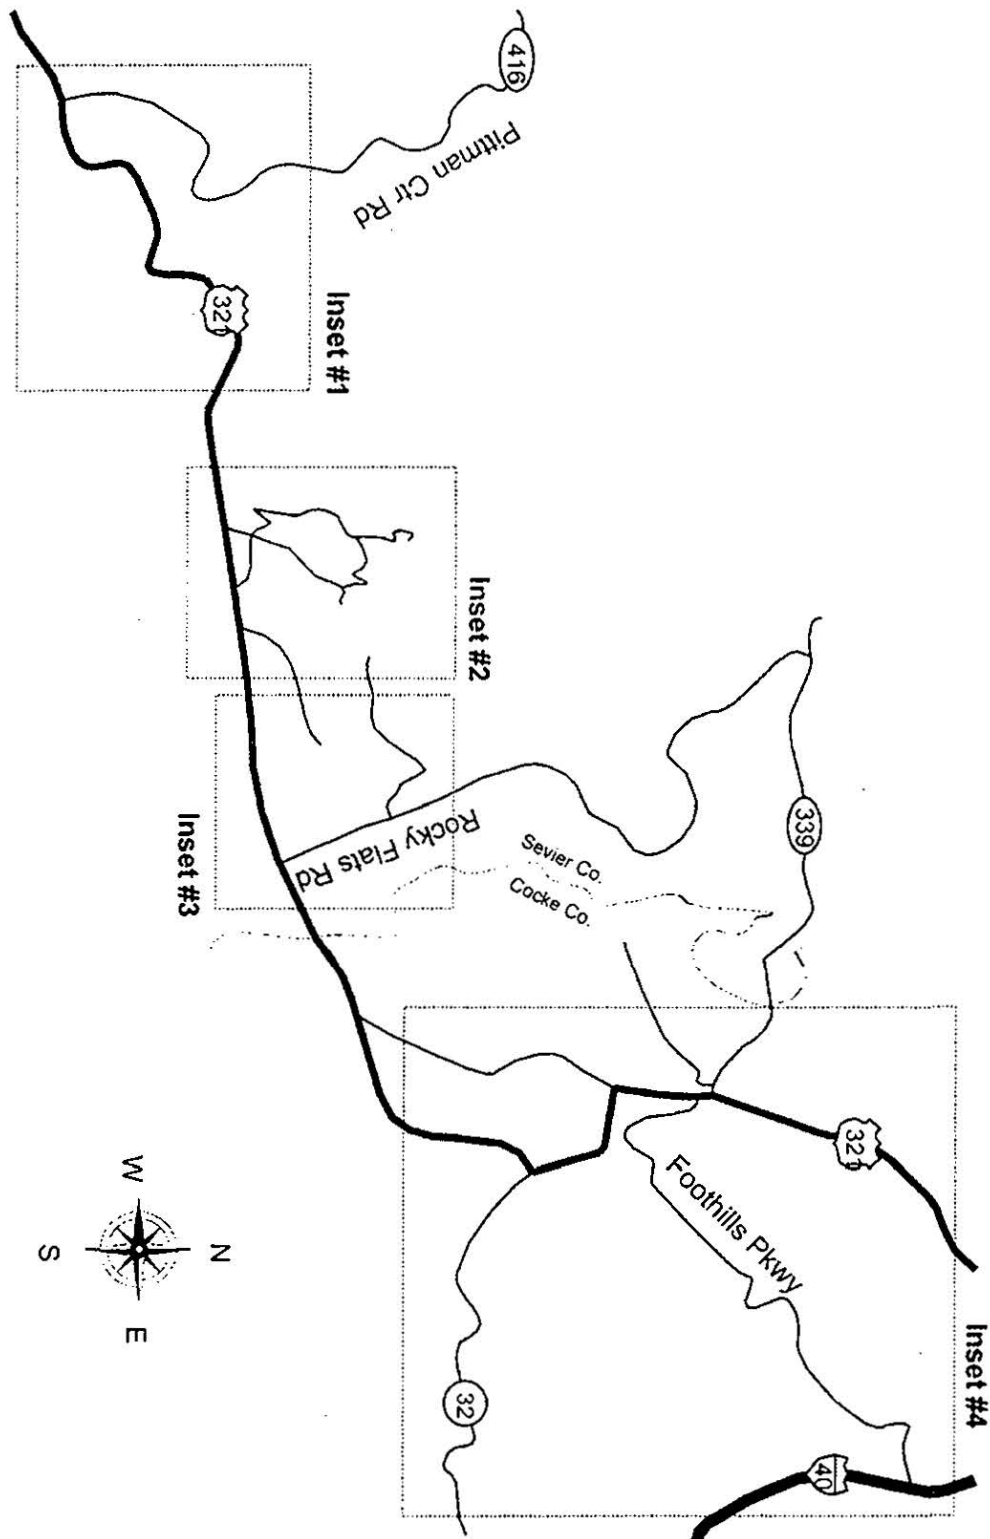 416
Pittman Ctr Rd
Inset #1
321
Inset #2
339
Rocky Flats Rd
Inset #3
Sevier Co.
Cocke Co.
321
Foothills Pkwy
Inset #4
32
40
N
W
E
S